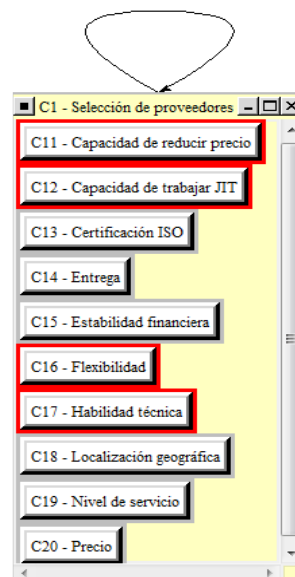 C1 - Selección de proveedores
C11 - Capacidad de reducir precio
C12 - Capacidad de trabajar JIT
C13 - Certificación ISO
C14 - Entrega
C15 - Estabilidad financiera
C16 - Flexibilidad
C17 - Habilidad técnica
C18 - Localización geográfica
C19 - Nivel de servicio
C20 - Precio